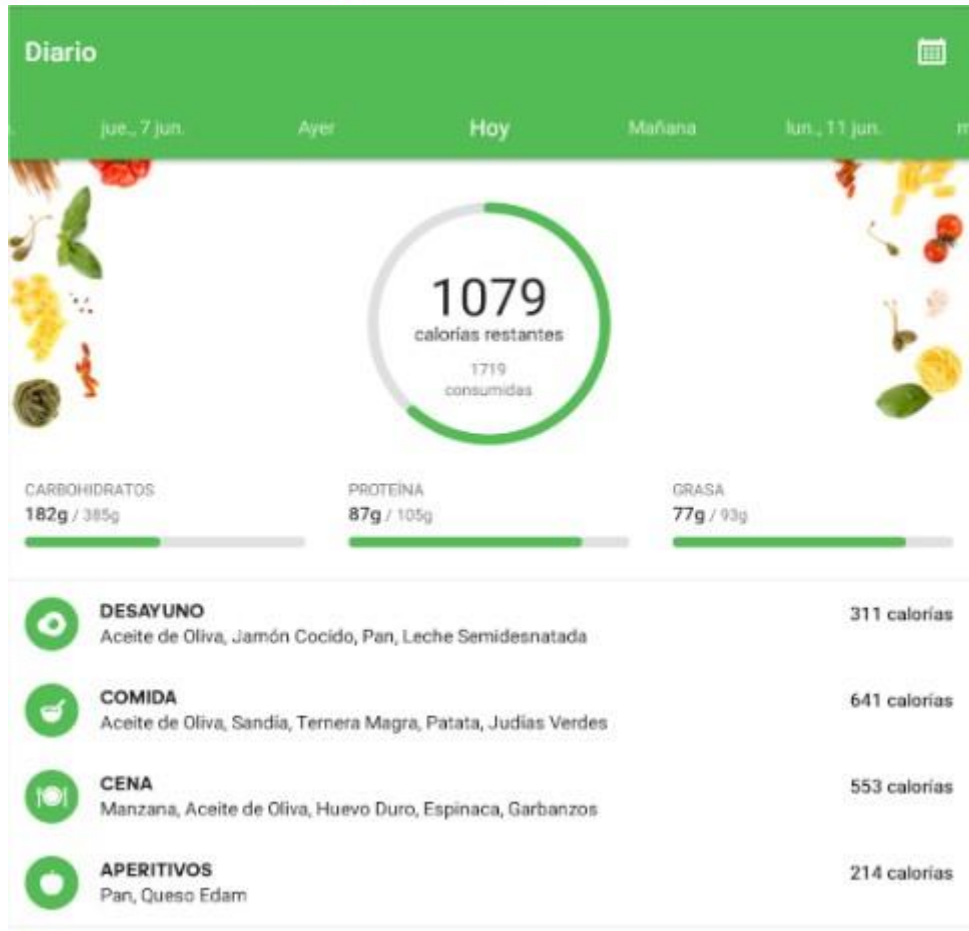 Diario
jue., 7 jun. Ayer Hoy Mañana lun., 11 jun.
1079
calorías restantes
1719
consumidas
CARBOHIDRATOS PROTEÍNA GRASA
182g / 385g 87g / 105g 77g / 93g
DESAYUNO 311 calorías
Aceite de Oliva, Jamón Cocido, Pan, Leche Semidesnatada
COMIDA 641 calorías
Aceite de Oliva, Sandía, Ternera Magra, Patata, Judías Verdes
CENA 553 calorías
Manzana, Aceite de Oliva, Huevo Duro, Espinaca, Garbanzos
APERITIVOS 214 calorías
Pan, Queso Edam